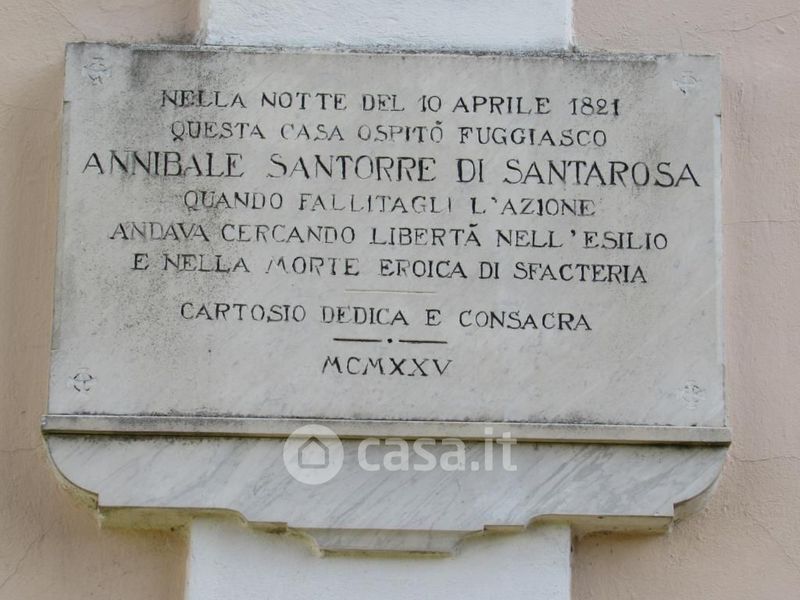 NELLA NOTTE DEL 10 APRILE 1821
QUESTA CASA OSPITÒ FUGGIASCO
ANNIBALE SANTORRE DI SANTAROSA
QUANDO FALLITAGLI L'AZIONE
ANDAVA CERCANDO LIBERTÀ NELL'ESILIO
E NELLA MORTE EROICA DI SFACTERIA
CARTOSIO DEDICA E CONSACRA
MCMXXV
casa.it